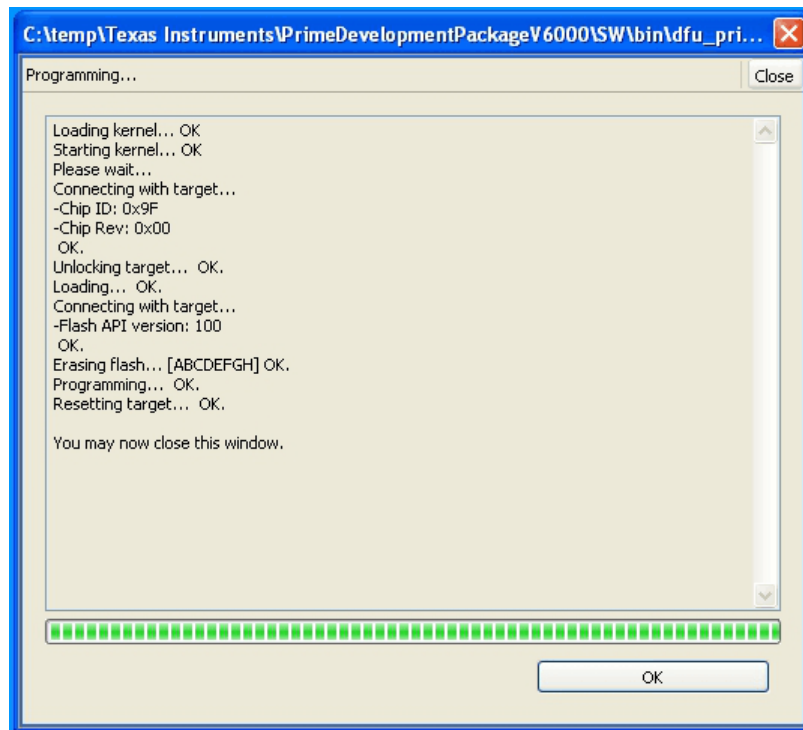 C:\temp\Texas Instruments\PrimeDevelopmentPackageV6000\SW\bin\dfu_pri...
Programming...
Close
Loading kernel... OK
Starting kernel... OK
Please wait...
Connecting with target...
-Chip ID: 0x9F
-Chip Rev: 0x00
OK.
Unlocking target... OK.
Loading... OK.
Connecting with target...
-Flash API version: 100
OK.
Erasing flash... [ABCDEFGH] OK.
Programming... OK.
Resetting target... OK.
You may now close this window.
OK